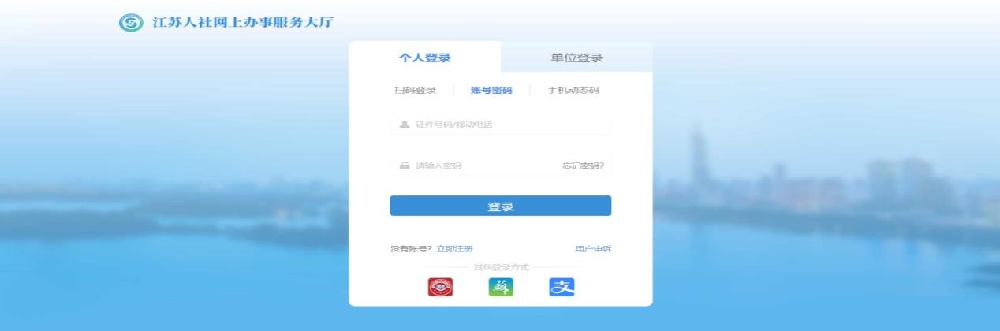 江苏人社网上办事服务大厅
个人登录 单位登录
扫码登录 账号密码 手机动态码
证件号码/移动电话
请输入密码 忘记密码?
登录
没有账号? 立即注册 用户申诉
其他登录方式
蘇
支